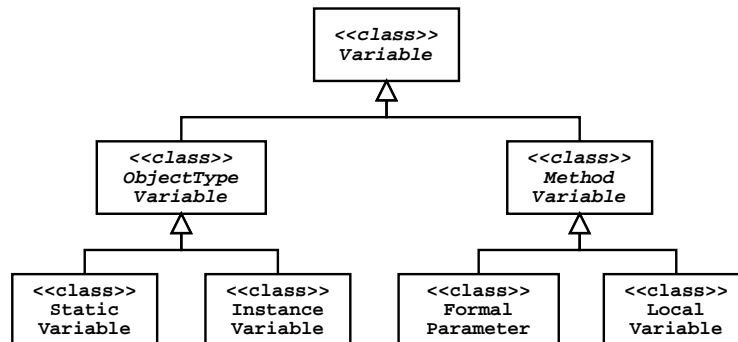 <<class>>
Variable
<<class>>
ObjectType
Variable
<<class>>
Method
Variable
<<class>>
Static
Variable
<<class>>
Instance
Variable
<<class>>
Formal
Parameter
<<class>>
Local
Variable